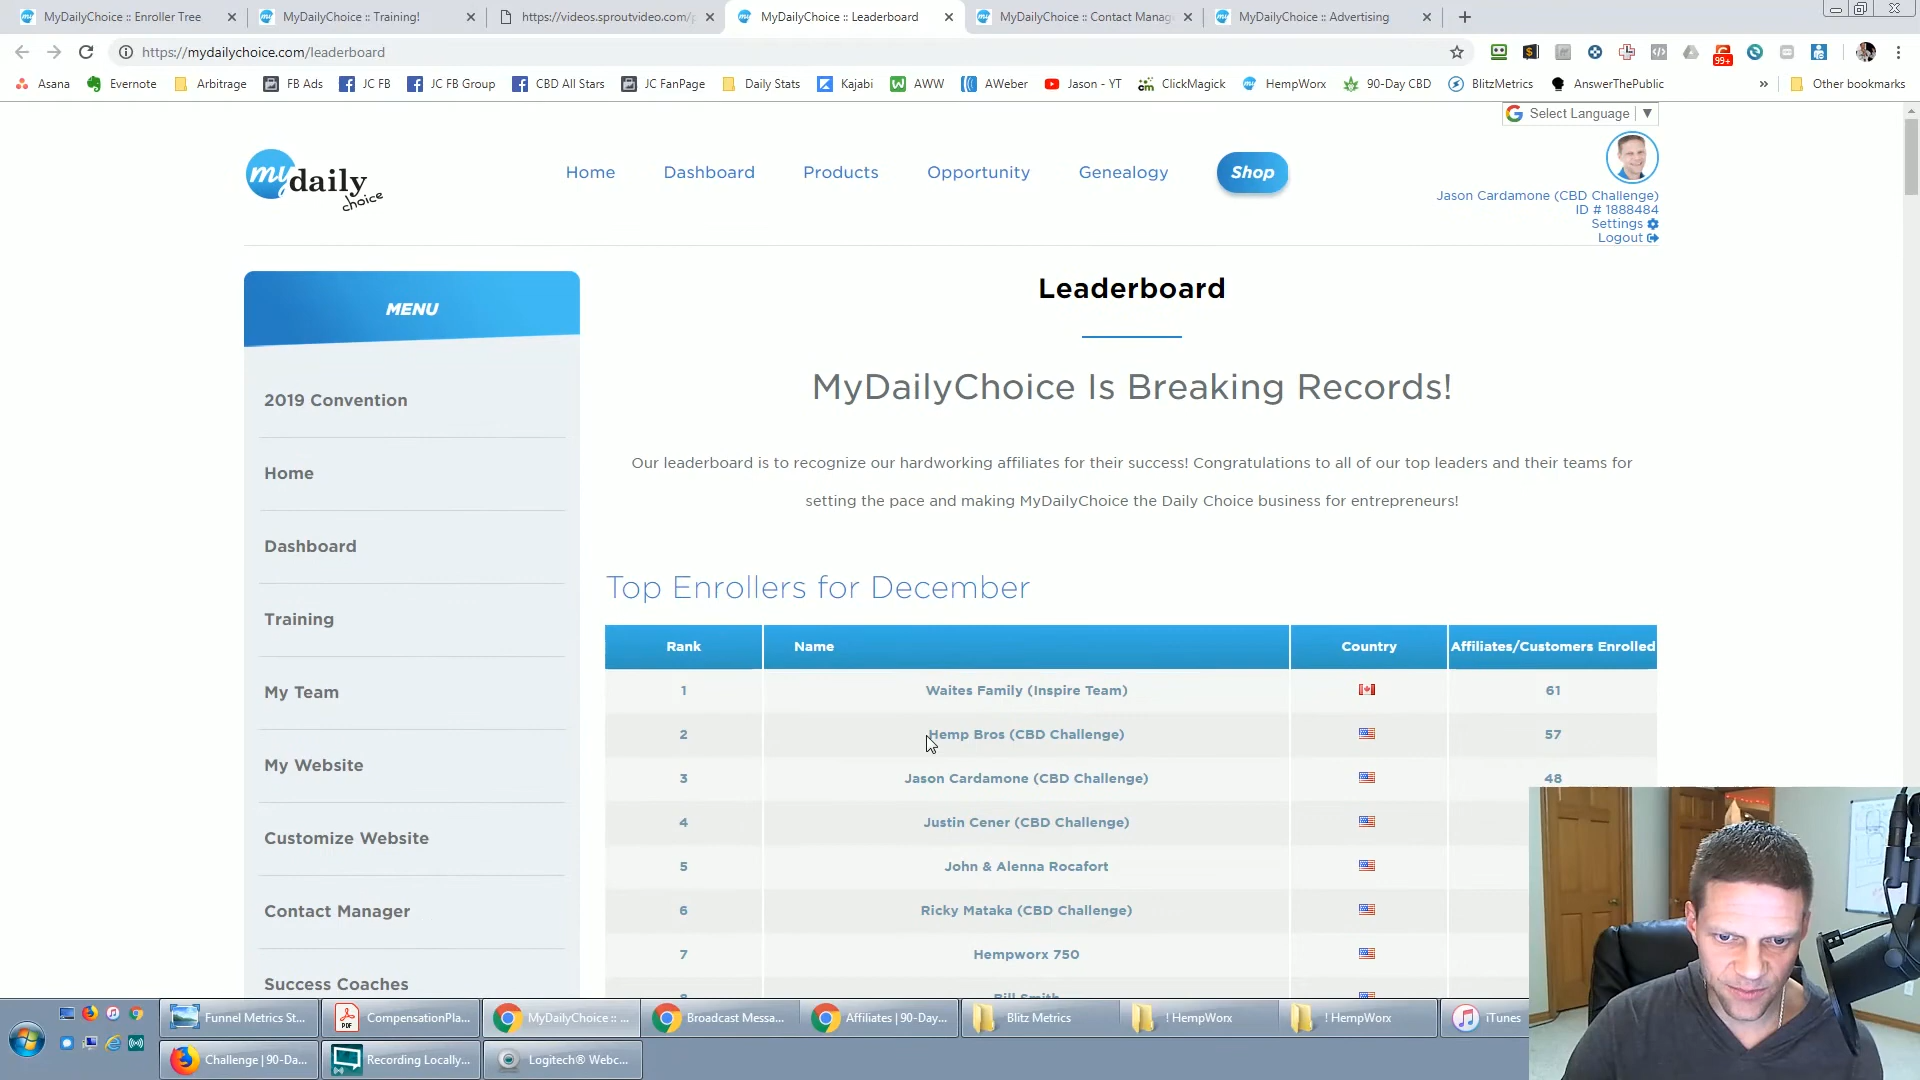 MyDailyChoice :: Enroller Tree
MyDailyChoice :: Training!
https://videos.sproutvideo.com/p
MyDailyChoice :: Leaderboard
MyDailyChoice :: Contact Manag
MyDailyChoice :: Advertising
https://mydailychoice.com/leaderboard
99+
Asana
Evernote
Arbitrage
FB Ads
JC FB
JC FB Group
CBD All Stars
JC FanPage
Daily Stats
Kajabi
AWW
AWeber
Jason - YT
ClickMagick
HempWorx
90-Day CBD
BlitzMetrics
AnswerThePublic
»
Other bookmarks
Select Language
my daily choice
Home
Dashboard
Products
Opportunity
Genealogy
Shop
Jason Cardamone (CBD Challenge)
ID # 1888484
Settings
Logout
MENU
2019 Convention
Home
Dashboard
Training
My Team
My Website
Customize Website
Contact Manager
Success Coaches
Leaderboard
MyDailyChoice Is Breaking Records!
Our leaderboard is to recognize our hardworking affiliates for their success! Congratulations to all of our top leaders and their teams for
setting the pace and making MyDailyChoice the Daily Choice business for entrepreneurs!
Top Enrollers for December
Rank Name Country Affiliates/Customers Enrolled
1 Waites Family (Inspire Team) 61
2 Hemp Bros (CBD Challenge) 57
3 Jason Cardamone (CBD Challenge) 48
4 Justin Cener (CBD Challenge)
5 John & Alenna Rocafort
6 Ricky Mataka (CBD Challenge)
7 Hempworx 750
8 Bill Smith
Funnel Metrics St...
CompensationPla...
MyDailyChoice :: ...
Broadcast Messa...
Affiliates | 90-Day...
Blitz Metrics
! HempWorx
! HempWorx
iTunes
Challenge | 90-Da...
Recording Locally...
Logitech® Webc...